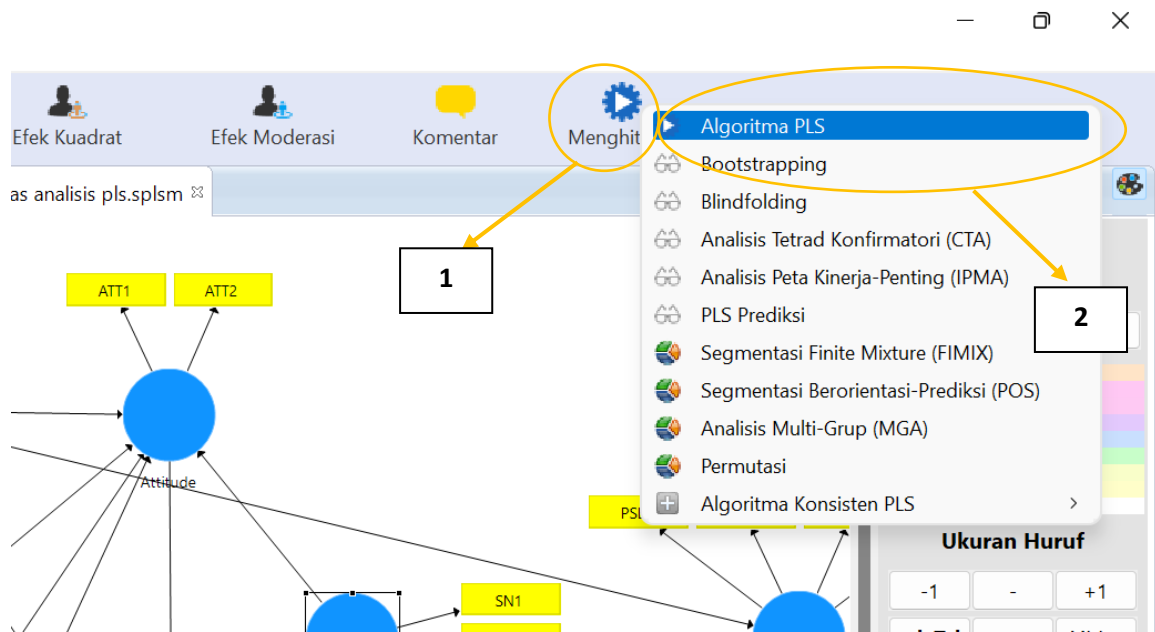 Efek Kuadrat
Efek Moderasi
Komentar
Menghit
as analisis pls.splsm
Algoritma PLS
Bootstrapping
Blindfolding
Analisis Tetrad Konfirmatori (CTA)
Analisis Peta Kinerja-Penting (IPMA)
PLS Prediksi
Segmentasi Finite Mixture (FIMIX)
Segmentasi Berorientasi-Prediksi (POS)
Analisis Multi-Grup (MGA)
Permutasi
Algoritma Konsisten PLS
1
2
ATT1
ATT2
Attitude
SN1
Ukuran Huruf
-1
-
+1